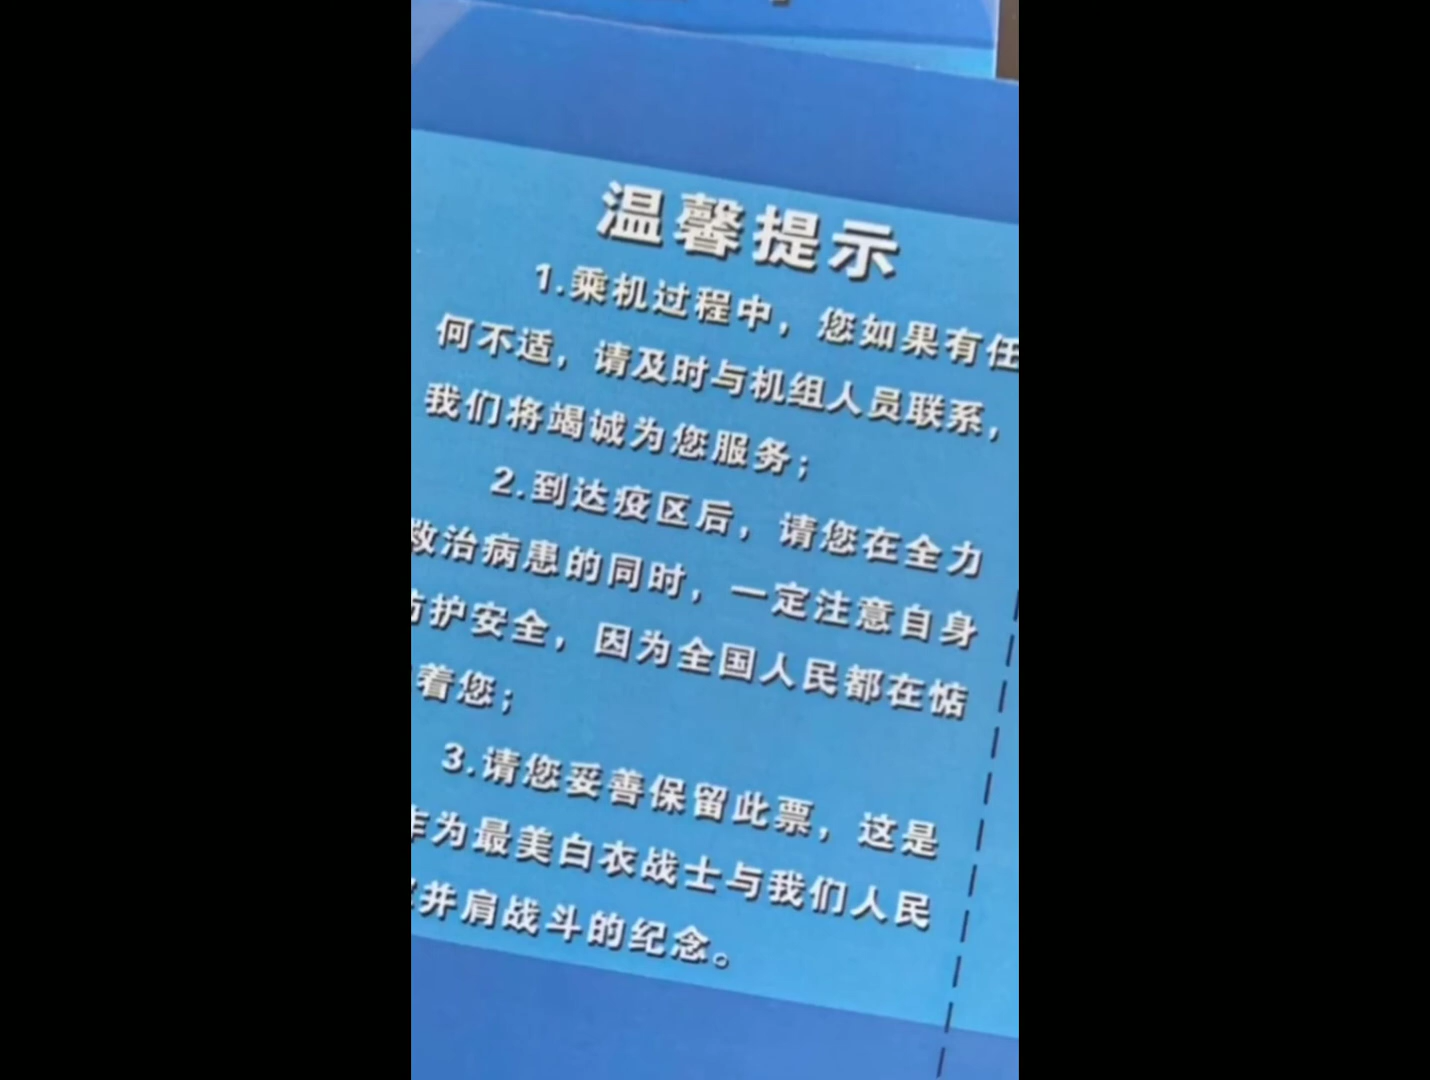 温馨提示
1.乘机过程中，您如果有任
何不适，请及时与机组人员联系，
我们将竭诚为您服务；
2.到达疫区后，请您在全力
救治病患的同时，一定注意自身
防护安全，因为全国人民都在惦
着您；
3.请您妥善保留此票，这是
作为最美白衣战士与我们人民
并肩战斗的纪念。